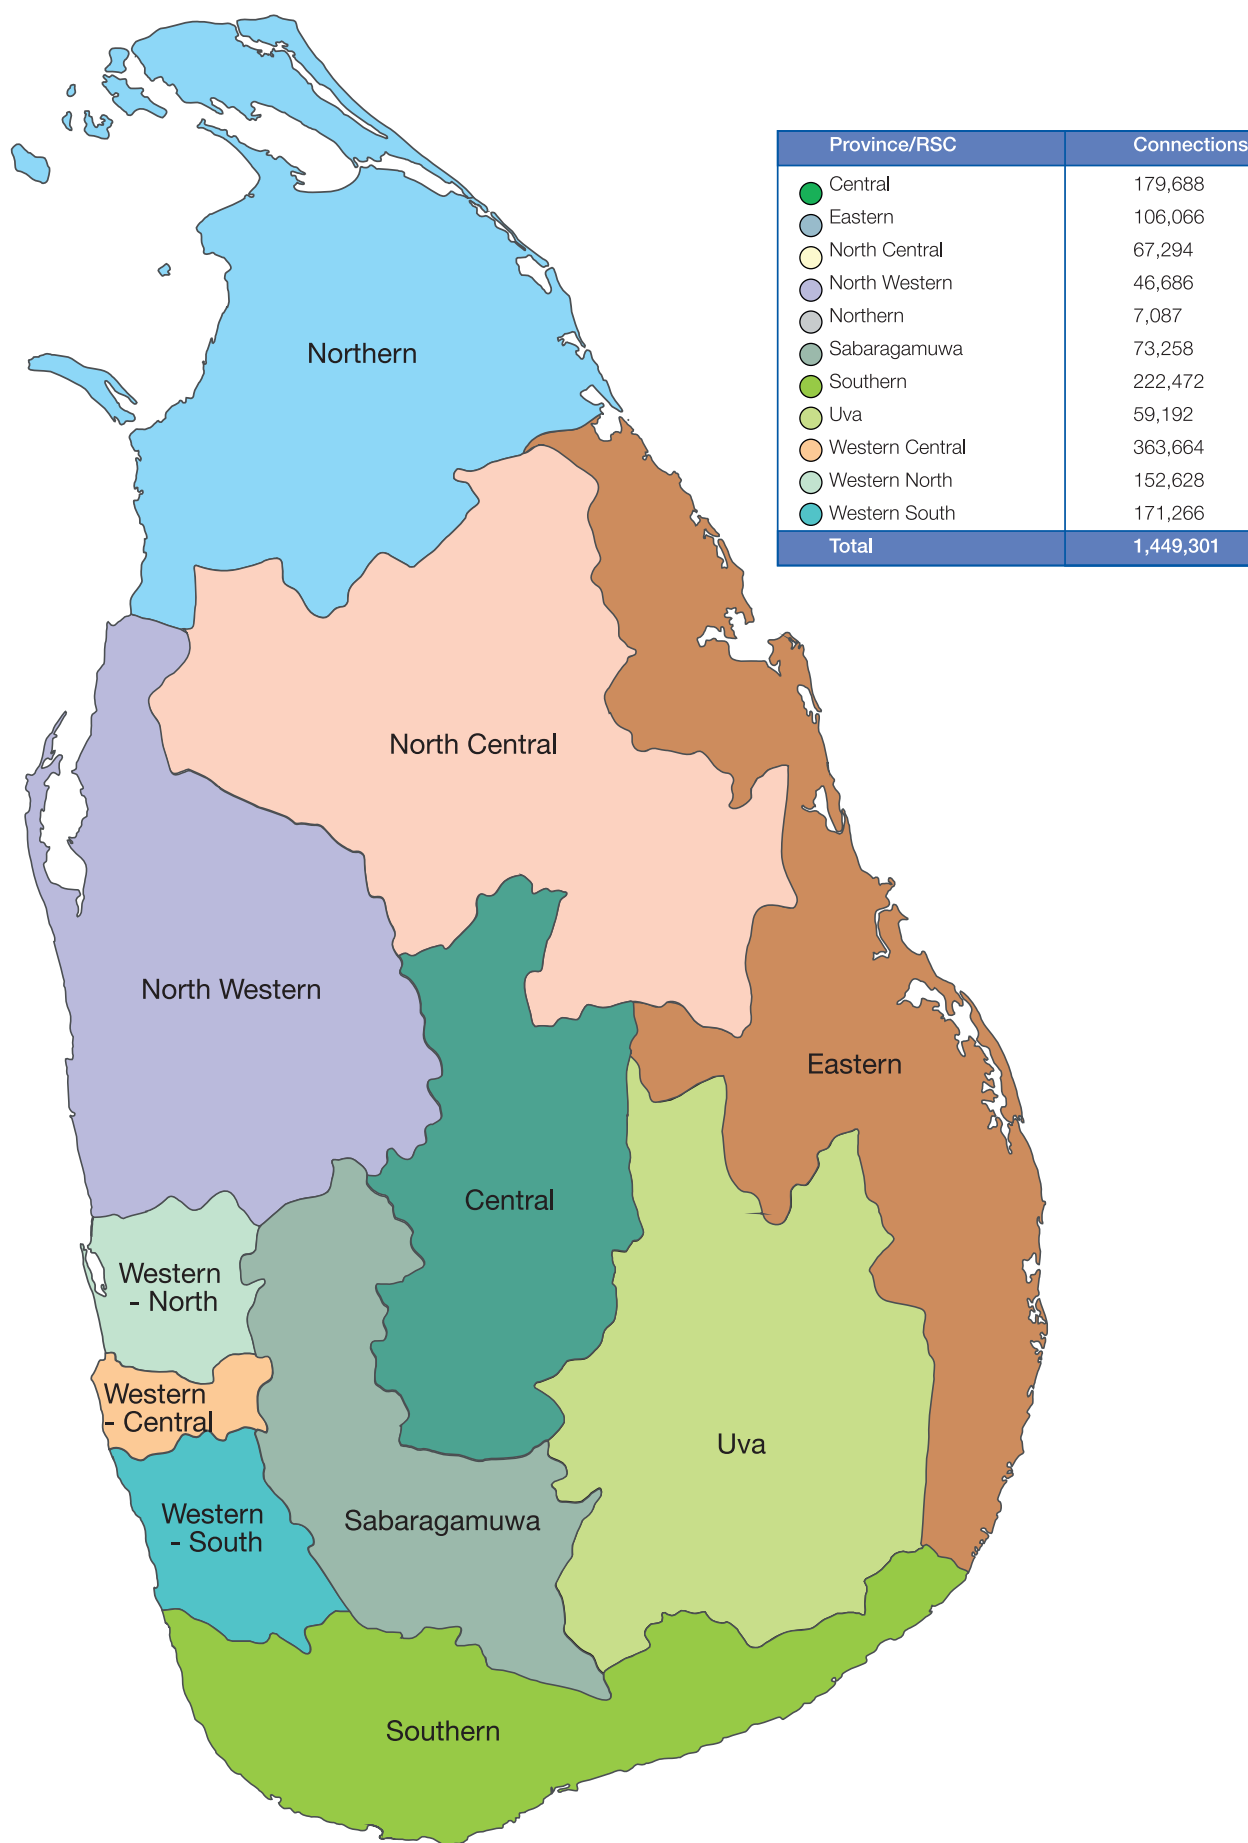 Province/RSC Connections
Central 179,688
Eastern 106,066
North Central 67,294
North Western 46,686
Northern 7,087
Sabaragamuwa 73,258
Southern 222,472
Uva 59,192
Western Central 363,664
Western North 152,628
Western South 171,266
Total 1,449,301
Northern
North Central
North Western
Eastern
Central
Western
- North
Western
- Central
Uva
Western
- South
Sabaragamuwa
Southern